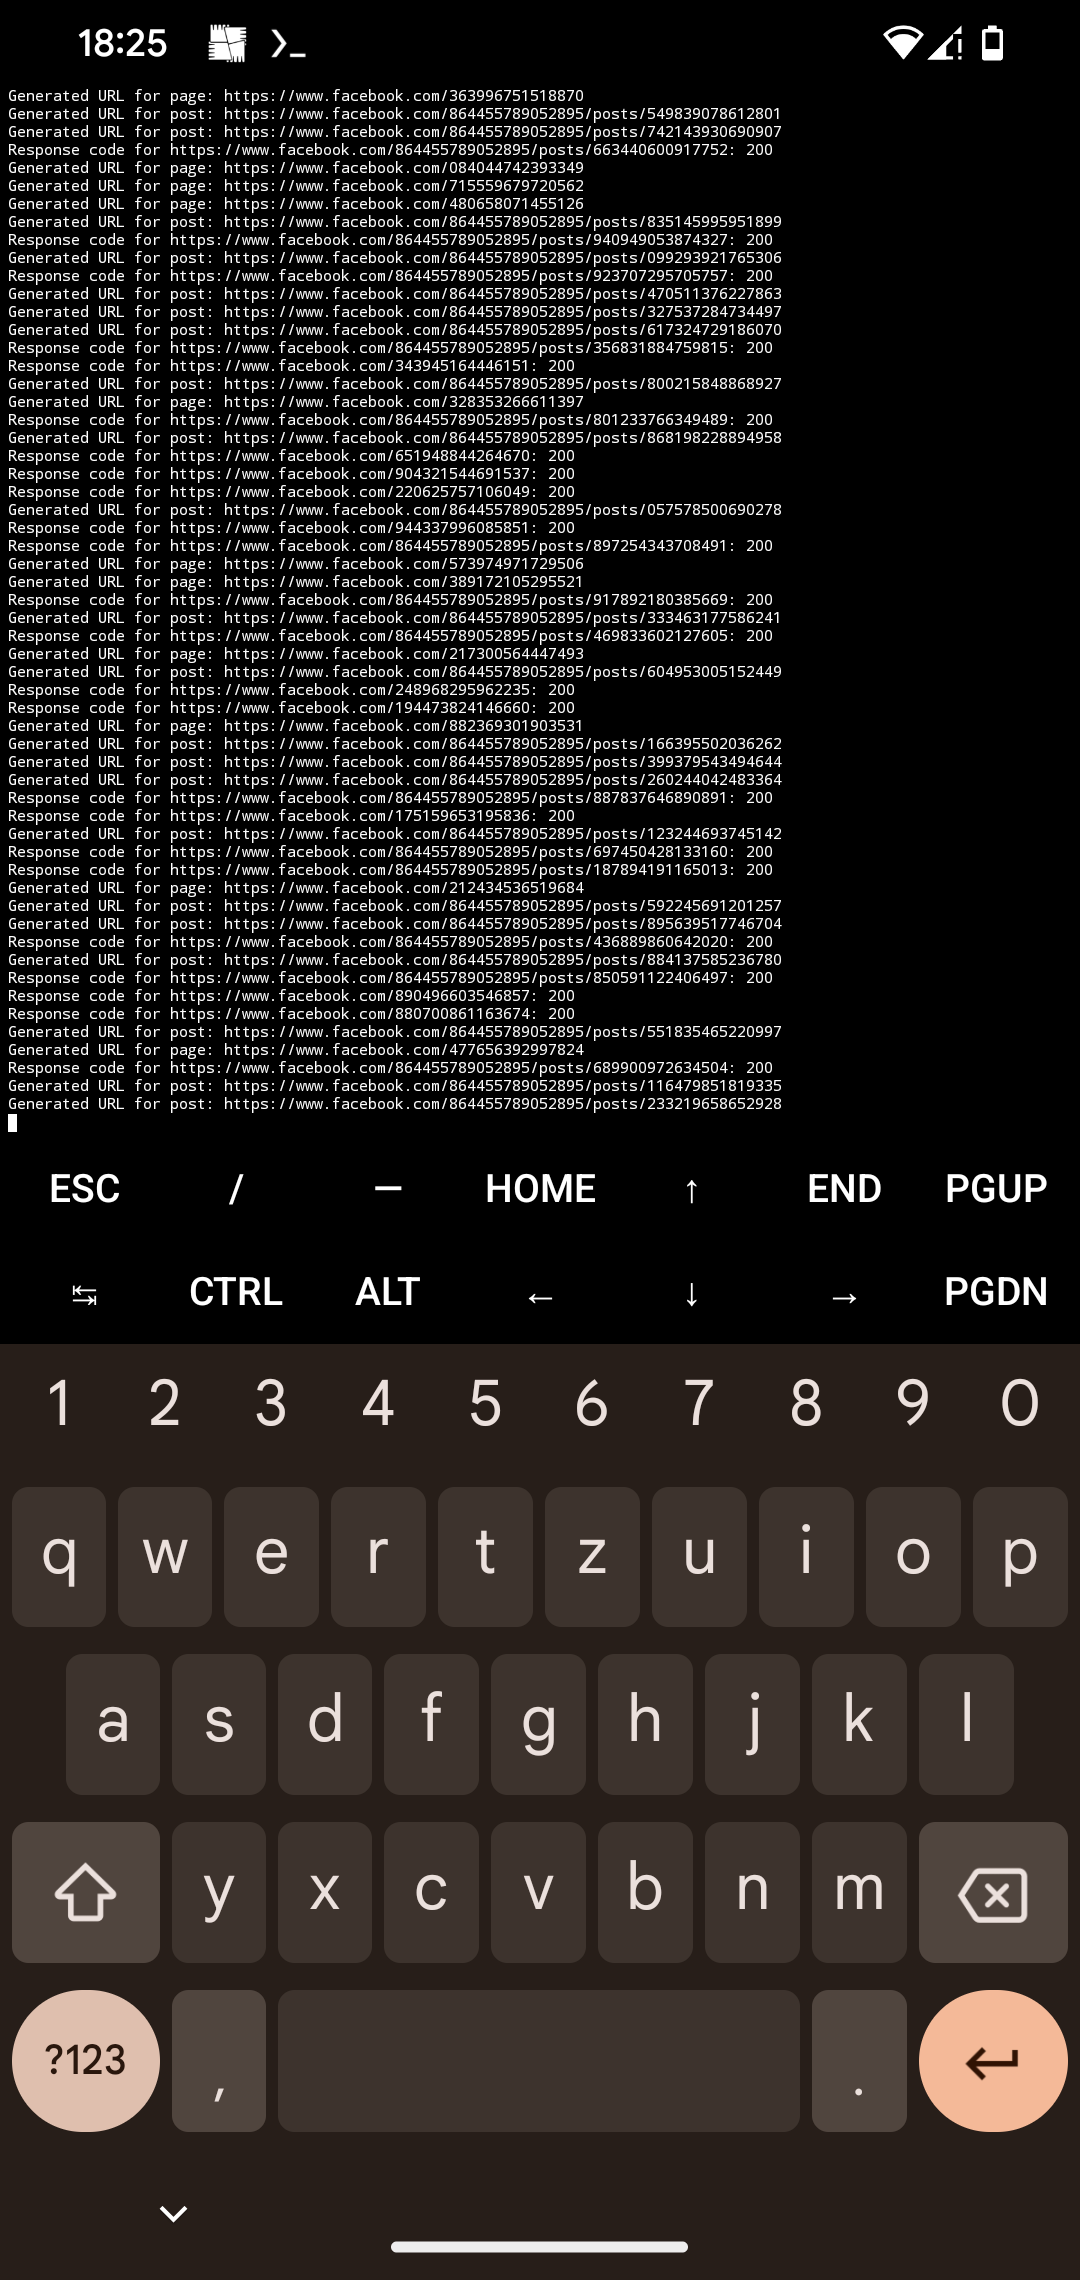 18:25
Generated URL for page: https://www.facebook.com/363996751518870
Generated URL for post: https://www.facebook.com/864455789052895/posts/549839078612801
Generated URL for post: https://www.facebook.com/864455789052895/posts/742143930690907
Response code for https://www.facebook.com/864455789052895/posts/663440600917752: 200
Generated URL for page: https://www.facebook.com/084044742393349
Generated URL for page: https://www.facebook.com/715559679720562
Generated URL for page: https://www.facebook.com/480658071455126
Generated URL for post: https://www.facebook.com/864455789052895/posts/835145995951899
Response code for https://www.facebook.com/864455789052895/posts/940949053874327: 200
Generated URL for post: https://www.facebook.com/864455789052895/posts/099293921765306
Response code for https://www.facebook.com/864455789052895/posts/923707295705757: 200
Generated URL for post: https://www.facebook.com/864455789052895/posts/470511376227863
Generated URL for post: https://www.facebook.com/864455789052895/posts/327537284734497
Generated URL for post: https://www.facebook.com/864455789052895/posts/617324729186070
Response code for https://www.facebook.com/864455789052895/posts/356831884759815: 200
Response code for https://www.facebook.com/343945164446151: 200
Generated URL for post: https://www.facebook.com/864455789052895/posts/800215848868927
Generated URL for page: https://www.facebook.com/328353266611397
Response code for https://www.facebook.com/864455789052895/posts/801233766349489: 200
Generated URL for post: https://www.facebook.com/864455789052895/posts/868198228894958
Response code for https://www.facebook.com/651948844264670: 200
Response code for https://www.facebook.com/904321544691537: 200
Response code for https://www.facebook.com/220625757106049: 200
Generated URL for post: https://www.facebook.com/864455789052895/posts/057578500690278
Response code for https://www.facebook.com/944337996085851: 200
Response code for https://www.facebook.com/864455789052895/posts/897254343708491: 200
Generated URL for page: https://www.facebook.com/573974971729506
Generated URL for page: https://www.facebook.com/389172105295521
Response code for https://www.facebook.com/864455789052895/posts/917892180385669: 200
Generated URL for post: https://www.facebook.com/864455789052895/posts/333463177586241
Response code for https://www.facebook.com/864455789052895/posts/469833602127605: 200
Generated URL for page: https://www.facebook.com/217300564447493
Generated URL for post: https://www.facebook.com/864455789052895/posts/604953005152449
Response code for https://www.facebook.com/248968295962235: 200
Response code for https://www.facebook.com/194473824146660: 200
Generated URL for page: https://www.facebook.com/882369301903531
Generated URL for post: https://www.facebook.com/864455789052895/posts/166395502036262
Generated URL for post: https://www.facebook.com/864455789052895/posts/399379543494644
Generated URL for post: https://www.facebook.com/864455789052895/posts/260244042483364
Response code for https://www.facebook.com/864455789052895/posts/887837646890891: 200
Response code for https://www.facebook.com/175159653195836: 200
Generated URL for post: https://www.facebook.com/864455789052895/posts/123244693745142
Response code for https://www.facebook.com/864455789052895/posts/697450428133160: 200
Response code for https://www.facebook.com/864455789052895/posts/187894191165013: 200
Generated URL for page: https://www.facebook.com/212434536519684
Generated URL for post: https://www.facebook.com/864455789052895/posts/592245691201257
Generated URL for post: https://www.facebook.com/864455789052895/posts/895639517746704
Response code for https://www.facebook.com/864455789052895/posts/436889860642020: 200
Generated URL for post: https://www.facebook.com/864455789052895/posts/884137585236780
Response code for https://www.facebook.com/864455789052895/posts/850591122406497: 200
Response code for https://www.facebook.com/890496603546857: 200
Response code for https://www.facebook.com/880700861163674: 200
Generated URL for post: https://www.facebook.com/864455789052895/posts/551835465220997
Generated URL for page: https://www.facebook.com/477656392997824
Response code for https://www.facebook.com/864455789052895/posts/689900972634504: 200
Generated URL for post: https://www.facebook.com/864455789052895/posts/116479851819335
Generated URL for post: https://www.facebook.com/864455789052895/posts/233219658652928
ESC / — HOME ↑ END PGUP
↹ CTRL ALT ← ↓ → PGDN
1 2 3 4 5 6 7 8 9 0
q w e r t z u i o p
a s d f g h j k l
y x c v b n m
?123 , .